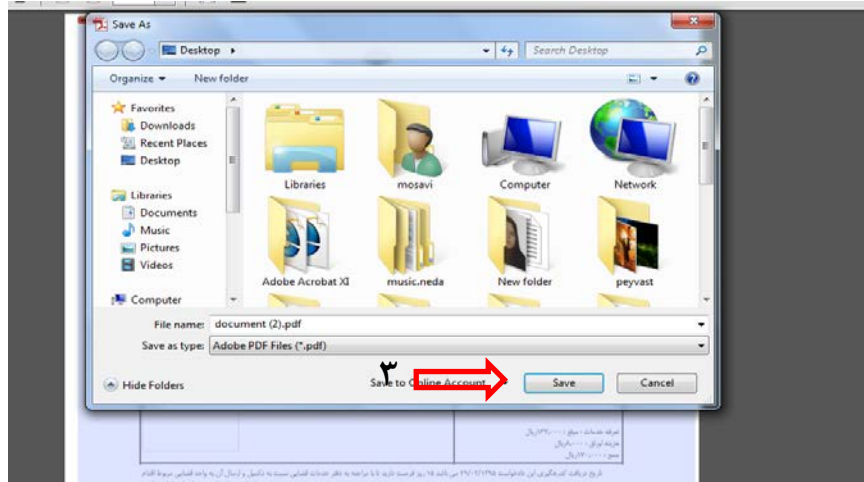 Save As
Desktop
Search Desktop
Organize
New folder
Favorites
Downloads
Recent Places
Desktop
Libraries
Documents
Music
Pictures
Videos
Computer
Libraries
mosavi
Computer
Network
Adobe Acrobat XI
music.neda
New folder
peyvast
File name: document (2).pdf
Save as type: Adobe PDF Files (*.pdf)
۳
Hide Folders
Save to Online Account
Save
Cancel